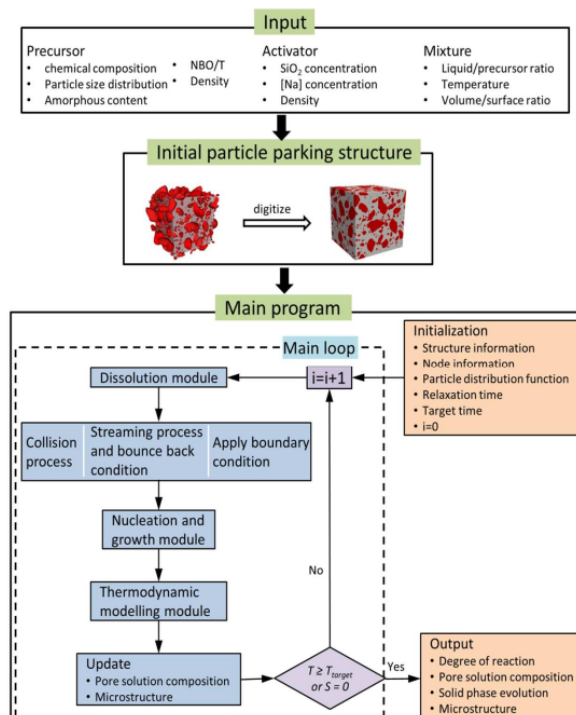 Input
Precursor
• chemical composition
• Particle size distribution
• Amorphous content
• NBO/T
• Density
Activator
• SiO₂ concentration
• [Na] concentration
• Density
Mixture
• Liquid/precursor ratio
• Temperature
• Volume/surface ratio
Initial particle parking structure
digitize
Main program
Main loop
Initialization
• Structure information
• Node information
• Particle distribution function
• Relaxation time
• Target time
• i=0
i=i+1
Dissolution module
Collision
process
Streaming process
and bounce back
condition
Apply boundary
condition
Nucleation and
growth module
Thermodynamic
modelling module
Update
• Pore solution composition
• Microstructure
T ≥ T_target
or S = 0
No
Yes
Output
• Degree of reaction
• Pore solution composition
• Solid phase evolution
• Microstructure